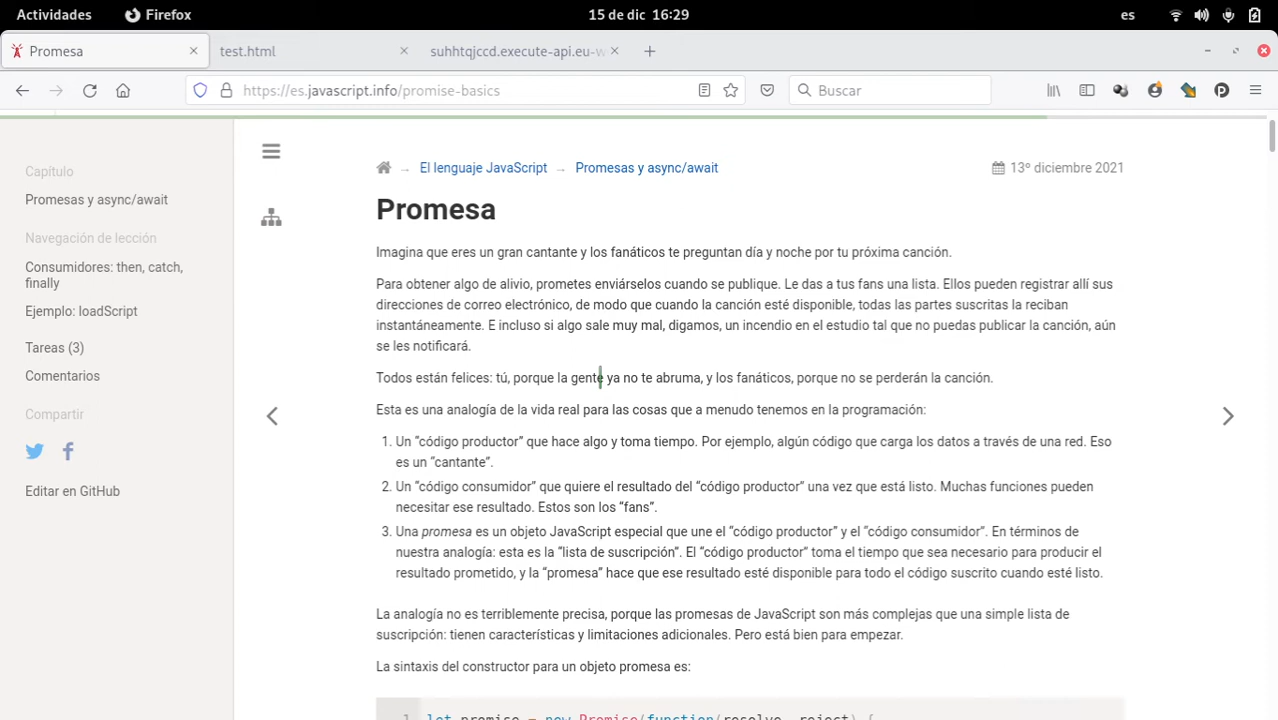 Actividades Firefox 15 de dic 16:29 es
Promesa test.html suhhtqjccd.execute-api.eu-w
https://es.javascript.info/promise-basics Buscar
Capítulo
Promesas y async/await
Navegación de lección
Consumidores: then, catch,
finally
Ejemplo: loadScript
Tareas (3)
Comentarios
Compartir
Editar en GitHub
El lenguaje JavaScript → Promesas y async/await 13º diciembre 2021
Promesa
Imagina que eres un gran cantante y los fanáticos te preguntan día y noche por tu próxima canción.
Para obtener algo de alivio, prometes enviárselos cuando se publique. Le das a tus fans una lista. Ellos pueden registrar allí sus
direcciones de correo electrónico, de modo que cuando la canción esté disponible, todas las partes suscritas la reciban
instantáneamente. E incluso si algo sale muy mal, digamos, un incendio en el estudio tal que no puedas publicar la canción, aún
se les notificará.
Todos están felices: tú, porque la gente ya no te abruma, y los fanáticos, porque no se perderán la canción.
Esta es una analogía de la vida real para las cosas que a menudo tenemos en la programación:
1. Un “código productor” que hace algo y toma tiempo. Por ejemplo, algún código que carga los datos a través de una red. Eso
es un “cantante”.
2. Un “código consumidor” que quiere el resultado del “código productor” una vez que está listo. Muchas funciones pueden
necesitar ese resultado. Estos son los “fans”.
3. Una promesa es un objeto JavaScript especial que une el “código productor” y el “código consumidor”. En términos de
nuestra analogía: esta es la “lista de suscripción”. El “código productor” toma el tiempo que sea necesario para producir el
resultado prometido, y la “promesa” hace que ese resultado esté disponible para todo el código suscrito cuando esté listo.
La analogía no es terriblemente precisa, porque las promesas de JavaScript son más complejas que una simple lista de
suscripción: tienen características y limitaciones adicionales. Pero está bien para empezar.
La sintaxis del constructor para un objeto promesa es:
1 let promise = new Promise(function(resolve, reject) {